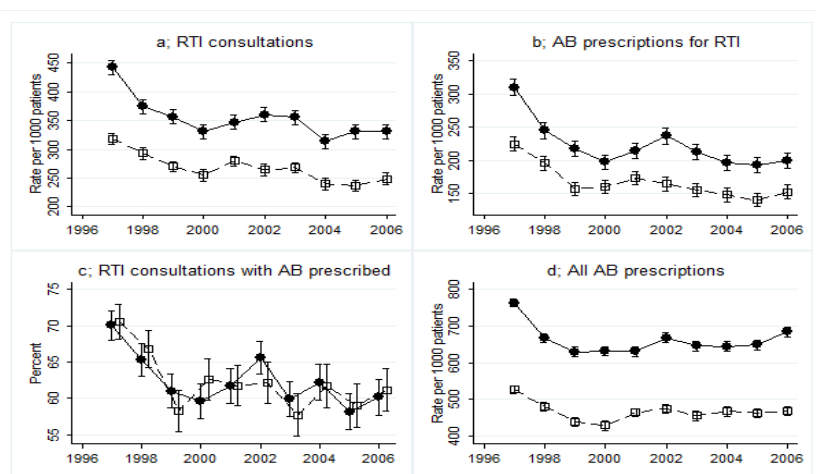 a; RTI consultations
Rate per 1000 patients
200 250 300 350 400 450
1996 1998 2000 2002 2004 2006
b; AB prescriptions for RTI
Rate per 1000 patients
150 200 250 300 350
1996 1998 2000 2002 2004 2006
c; RTI consultations with AB prescribed
Percent
55 60 65 70 75
1996 1998 2000 2002 2004 2006
d; All AB prescriptions
Rate per 1000 patients
400 500 600 700 800
1996 1998 2000 2002 2004 2006